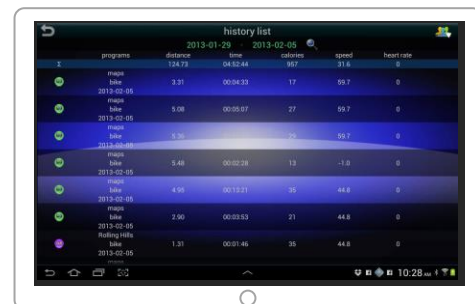 history list
2013-01-29 - 2013-02-05
programs distance time calories speed heart rate
Σ 124.73 04:52:44 957 31.6 0
maps
bike 3.31 00:04:33 17 59.7 0
2013-02-05
maps
bike 5.08 00:05:07 27 59.7 0
2013-02-05
maps
bike 59.7 0
2013-02-05
maps
bike 5.48 00:02:28 13 -1.0 0
2013-02-05
maps
bike 4.95 00:13:21 35 44.8 0
2013-02-05
maps
bike 2.90 00:03:53 21 44.8 0
2013-02-05
Rolling Hills
bike 1.31 00:01:46 35 44.8 0
2013-02-05
maps
10:28